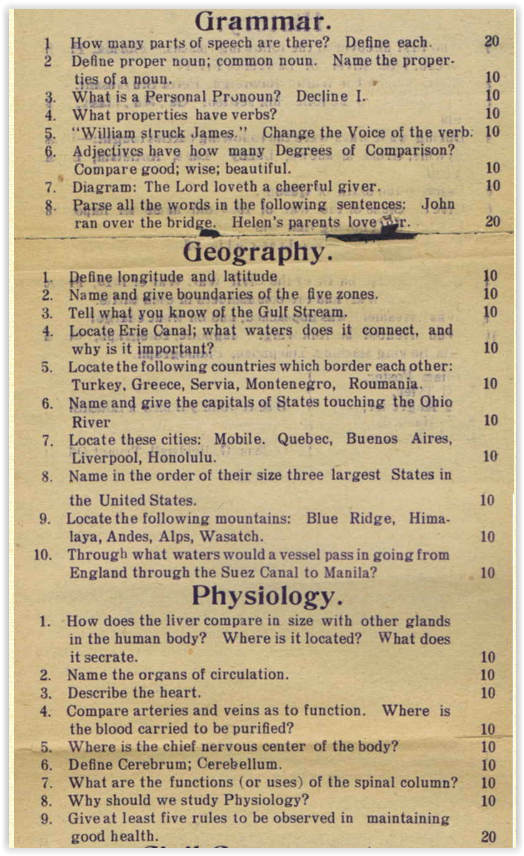 Grammar.
1 How many parts of speech are there? Define each. 20
2 Define proper noun; common noun. Name the proper-
ties of a noun. 10
3. What is a Personal Pronoun? Decline I. 10
4. What properties have verbs? 10
5. "William struck James." Change the Voice of the verb. 10
6. Adjectives have how many Degrees of Comparison?
Compare good; wise; beautiful. 10
7. Diagram: The Lord loveth a cheerful giver. 10
8. Parse all the words in the following sentences: John
ran over the bridge. Helen's parents love 20
Geography.
1. Define longitude and latitude 10
2. Name and give boundaries of the five zones. 10
3. Tell what you know of the Gulf Stream. 10
4. Locate Erie Canal; what waters does it connect, and
why is it important? 10
5. Locate the following countries which border each other:
Turkey, Greece, Servia, Montenegro, Roumania. 10
6. Name and give the capitals of States touching the Ohio
River 10
7. Locate these cities: Mobile. Quebec, Buenos Aires,
Liverpool, Honolulu. 10
8. Name in the order of their size three largest States in
the United States. 10
9. Locate the following mountains: Blue Ridge, Hima-
laya, Andes, Alps, Wasatch. 10
10. Through what waters would a vessel pass in going from
England through the Suez Canal to Manila? 10
Physiology.
1. How does the liver compare in size with other glands
in the human body? Where is it located? What does
it secrate. 10
2. Name the organs of circulation. 10
3. Describe the heart. 10
4. Compare arteries and veins as to function. Where is
the blood carried to be purified? 10
5. Where is the chief nervous center of the body? 10
6. Define Cerebrum; Cerebellum. 10
7. What are the functions (or uses) of the spinal column? 10
8. Why should we study Physiology? 10
9. Give at least five rules to be observed in maintaining
good health. 20